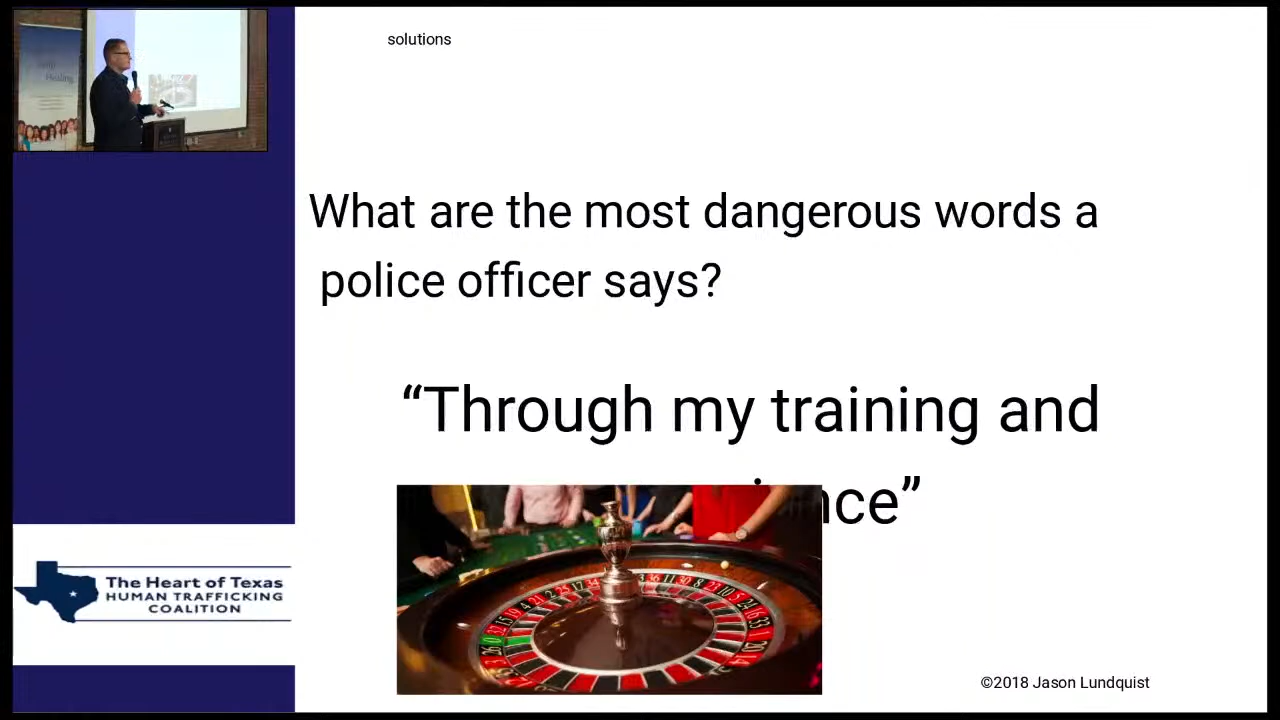 solutions
What are the most dangerous words a
police officer says?
“Through my training and
nce”
The Heart of Texas
HUMAN TRAFFICKING
COALITION
©2018 Jason Lundquist